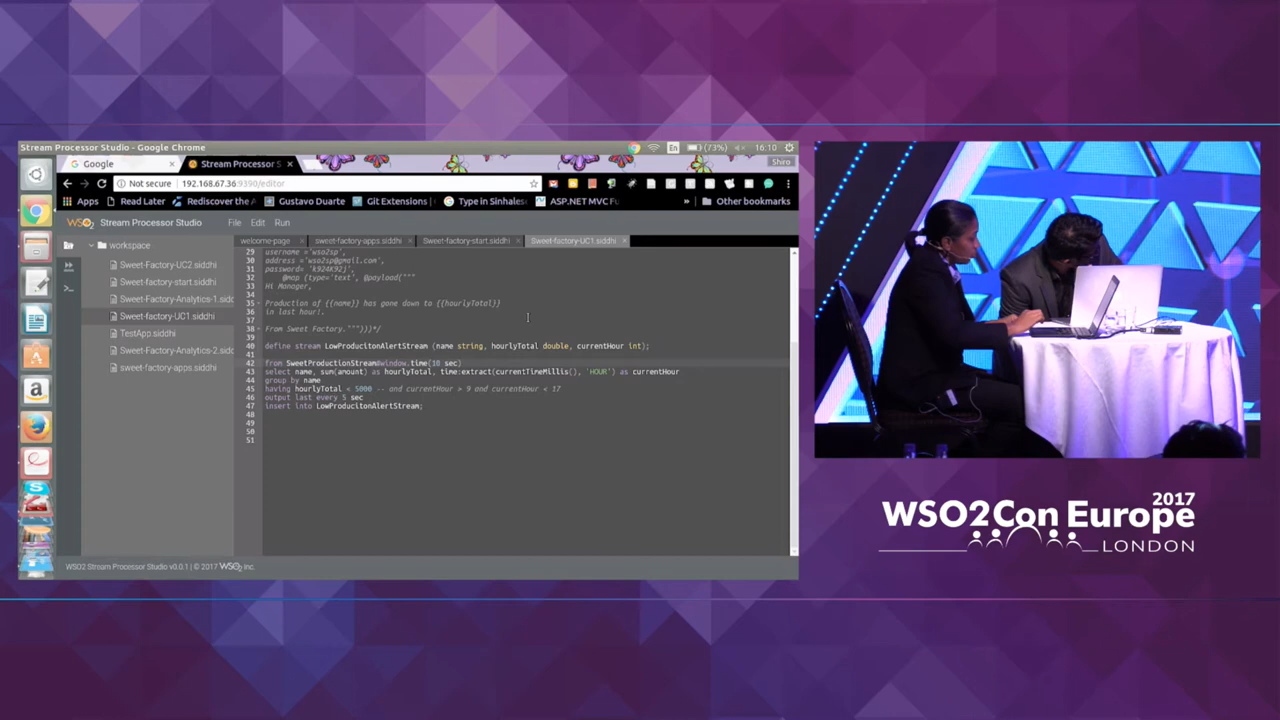 Stream Processor Studio - Google Chrome
En (73%) 16:10
Google Stream Processor S Shiro
Not secure 192.168.67.36:9390/editor
Apps Read Later Rediscover the Gustavo Duarte Git Extensions Type in Sinhales ASP.NET MVC Fu » Other bookmarks
WSO2 Stream Processor Studio File Edit Run
workspace
Sweet-Factory-UC2.siddhi
Sweet-Factory-start.siddhi
Sweet-Factory-Analytics-1.sidd
Sweet-Factory-UC1.siddhi
TestApp.siddhi
Sweet-Factory-Analytics-2.sidd
sweet-factory-apps.siddhi
welcome-page sweet-factory-apps.siddhi Sweet-factory-start.siddhi Sweet-Factory-UC1.siddhi
29 username ='wso2sp',
30 address ='wso2sp@gmail.com',
31 password= 'k924K92j',
32 @map (type='text', @payload("""
33 Hi Manager,
34
35 Production of {{name}} has gone down to {{hourlyTotal}}
36 in last hour!.
37
38 From Sweet Factory.""")))*/
39
40 define stream LowProducitonAlertStream (name string, hourlyTotal double, currentHour int);
41
42 from SweetProductionStream#window.time(10 sec)
43 select name, sum(amount) as hourlyTotal, time:extract(currentTimeMillis(), 'HOUR') as currentHour
44 group by name
45 having hourlyTotal < 5000 -- and currentHour > 9 and currentHour < 17
46 output last every 5 sec
47 insert into LowProducitonAlertStream;
48
49
50
51
WSO2 Stream Processor Studio v0.0.1 | © 2017 WSO2 Inc.
2017
WSO2Con Europe
LONDON